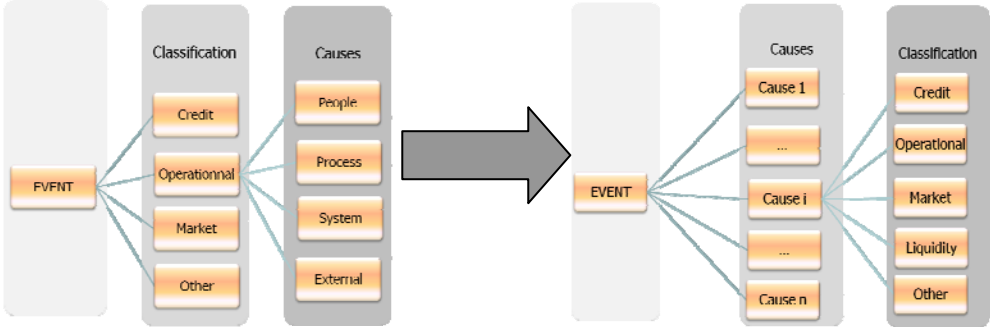 Classification
Causes
Credit
Operationnal
Market
Other
People
Process
System
External
EVENT
EVENT
Causes
Cause 1
...
Cause i
...
Cause n
Classification
Credit
Operational
Market
Liquidity
Other